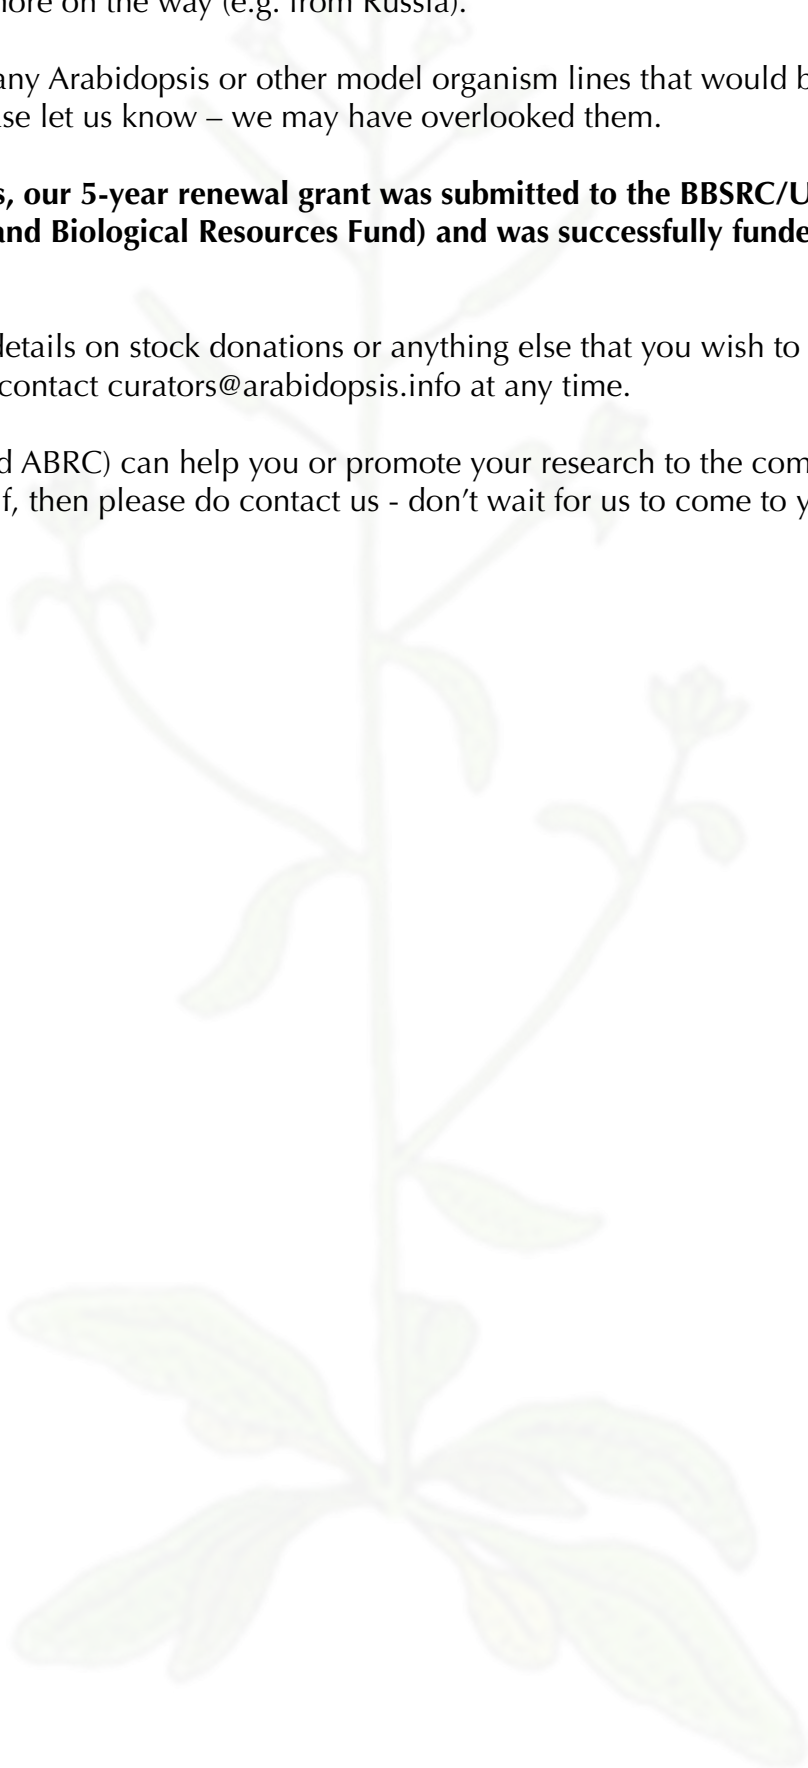 more on the way (e.g. from Russia).
any Arabidopsis or other model organism lines that would b
se let us know – we may have overlooked them.
s, our 5-year renewal grant was submitted to the BBSRC/U
and Biological Resources Fund) and was successfully funde
details on stock donations or anything else that you wish to
contact curators@arabidopsis.info at any time.
d ABRC) can help you or promote your research to the com
f, then please do contact us - don’t wait for us to come to y